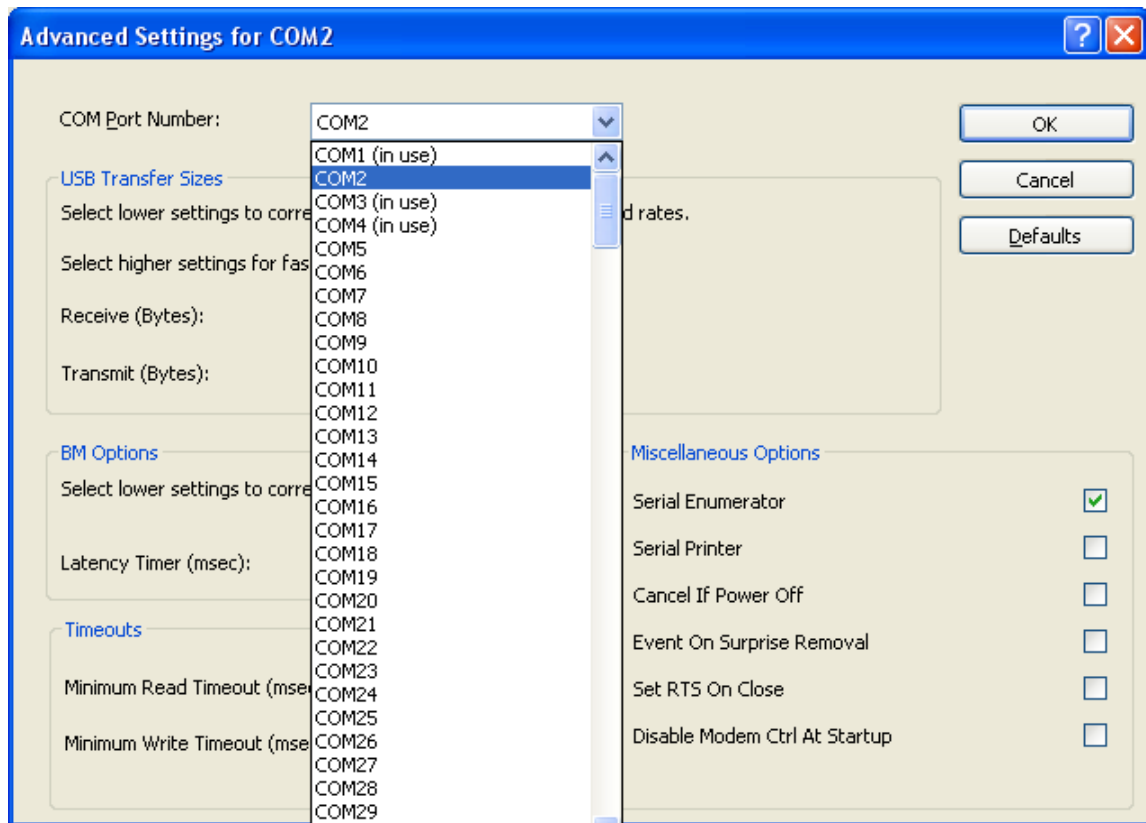 Advanced Settings for COM2
COM Port Number:
COM2
OK
Cancel
Defaults
COM1 (in use)
COM2
COM3 (in use)
COM4 (in use)
COM5
COM6
COM7
COM8
COM9
COM10
COM11
COM12
COM13
COM14
COM15
COM16
COM17
COM18
COM19
COM20
COM21
COM22
COM23
COM24
COM25
COM26
COM27
COM28
COM29
USB Transfer Sizes
Select lower settings to d rates.
Select higher settings for
Receive (Bytes):
Transmit (Bytes):
BM Options
Select lower settings to
Latency Timer (msec):
Timeouts
Minimum Read Timeout
Minimum Write Timeout
Miscellaneous Options
Serial Enumerator
Serial Printer
Cancel If Power Off
Event On Surprise Removal
Set RTS On Close
Disable Modem Ctrl At Startup